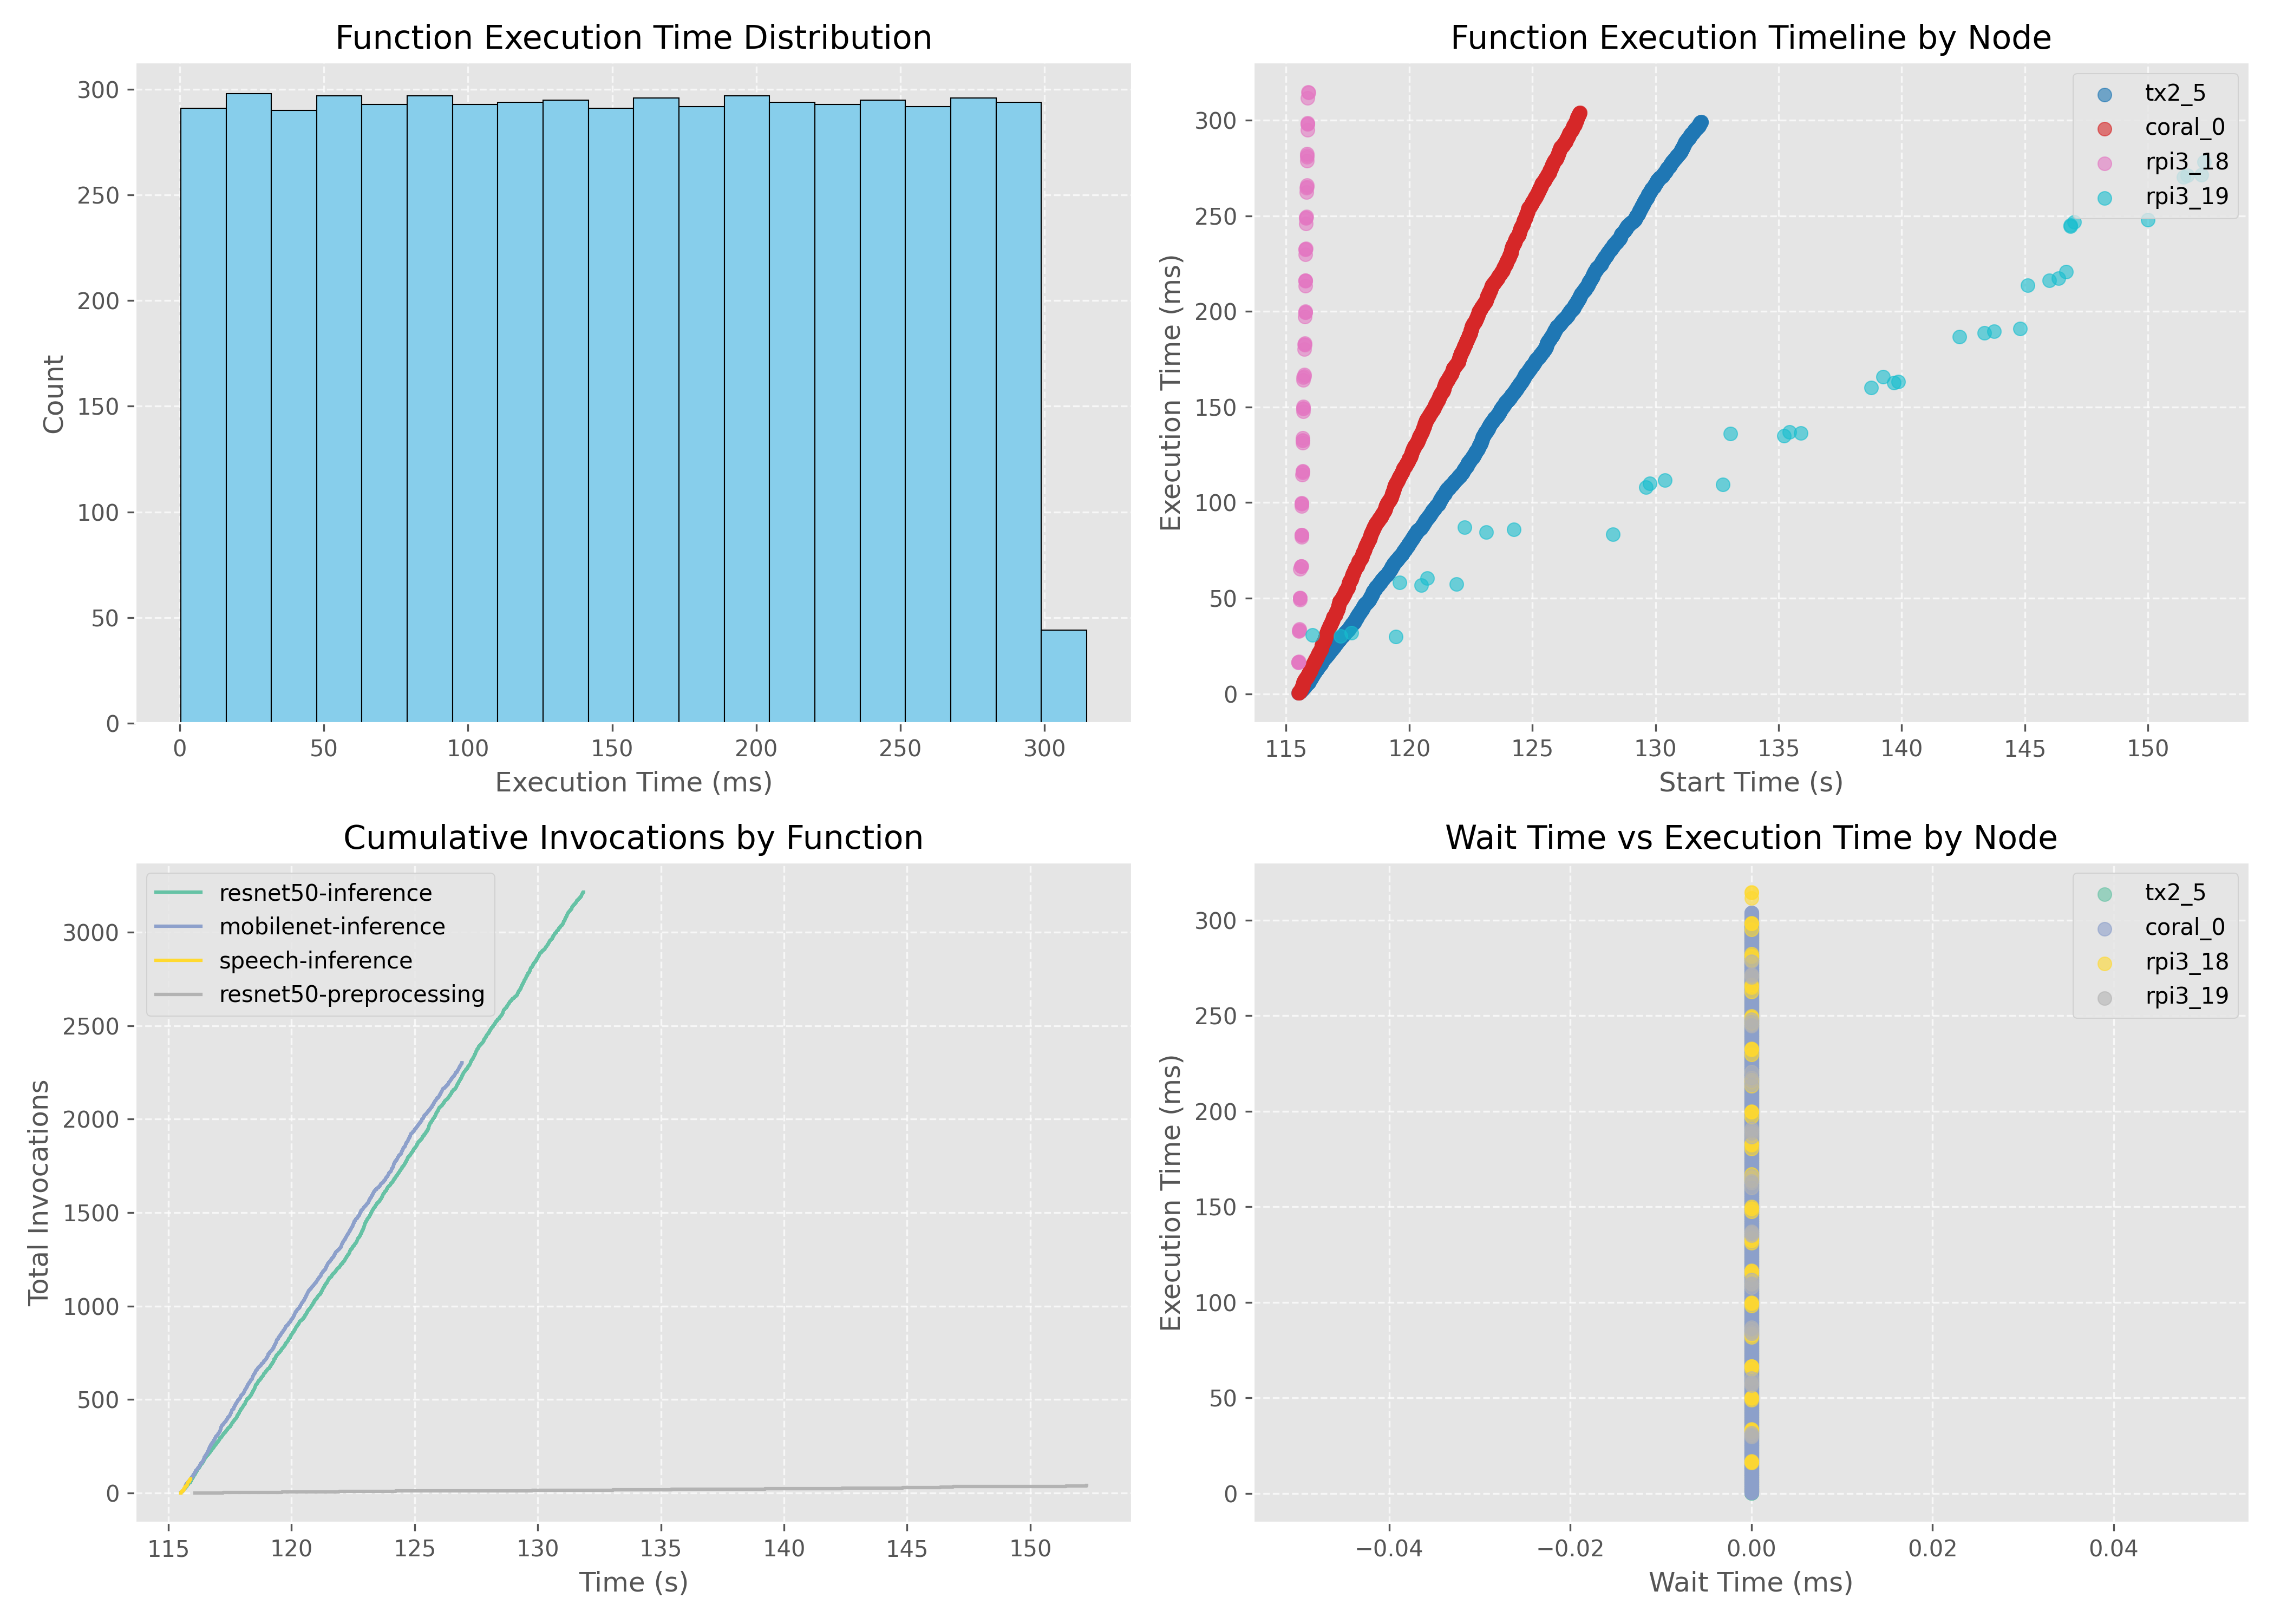 Function Execution Time Distribution
300
250
200
150
100
50
0
Count
0 50 100 150 200 250 300
Execution Time (ms)
Function Execution Timeline by Node
300
250
200
150
100
50
0
Execution Time (ms)
115 120 125 130 135 140 145 150
Start Time (s)
tx2_5
coral_0
rpi3_18
rpi3_19
Cumulative Invocations by Function
3000
2500
2000
1500
1000
500
0
Total Invocations
resnet50-inference
mobilenet-inference
speech-inference
resnet50-preprocessing
115 120 125 130 135 140 145 150
Time (s)
Wait Time vs Execution Time by Node
300
250
200
150
100
50
0
Execution Time (ms)
−0.04 −0.02 0.00 0.02 0.04
Wait Time (ms)
tx2_5
coral_0
rpi3_18
rpi3_19